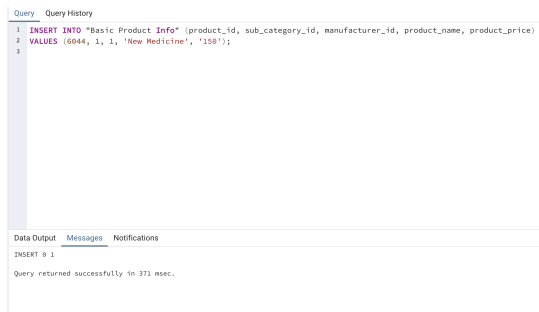 Query Query History
1 INSERT INTO "Basic Product Info" (product_id, sub_category_id, manufacturer_id, product_name, product_price)
2 VALUES (6044, 1, 1, 'New Medicine', '150');
3
Data Output Messages Notifications
INSERT 0 1
Query returned successfully in 371 msec.